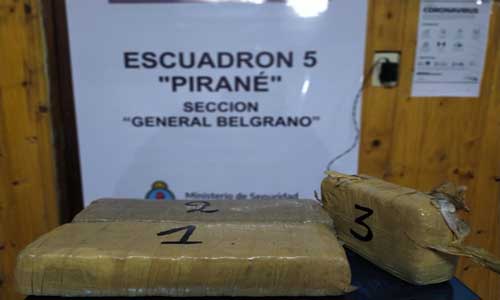 CORONAVIRUS
ESCUADRON 5
"PIRANÉ"
SECCION
"GENERAL BELGRANO"
Ministerio de Seguridad
2
1
3